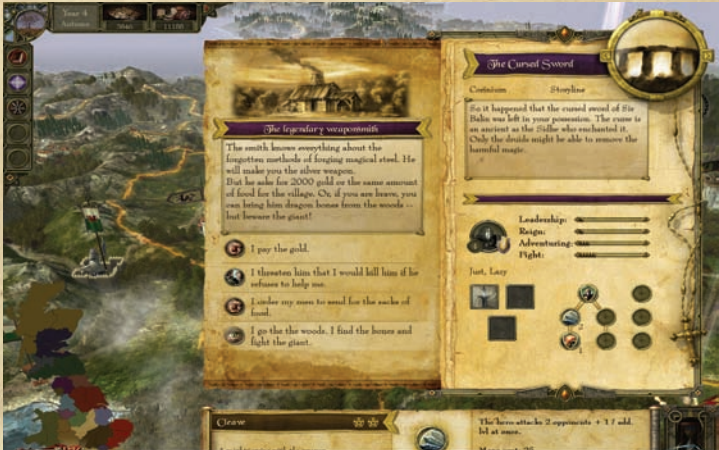 Year 4
Autumn
11100
The legendary weaponsmith
The smith knows everything about the
forgotten methods of forging magical steel. He
will make you the silver weapon.
But he asks for 2000 gold or the same amount
of food for the village. Or, if you are brave, you
can bring him dragon bones from the woods --
but beware the giant!
I pay the gold.
I threaten him that I would kill him if he
refuses to help me.
I order my men to send for the sacks of
food.
I go the the woods. I find the bones and
fight the giant.
The Cursed Sword
Corinium Storyline
So it happened that the cursed sword of Sir
Balin was left in your possession. The curse is
as ancient as the Sidhe who enchanted it.
Only the druids might be able to remove the
harmful magic.
Leadership:
Reign:
Adventuring:
Fight:
Just, Lazy
2
1
Cleave
The hero attacks 2 opponents + 1 / add.
lvl at once.